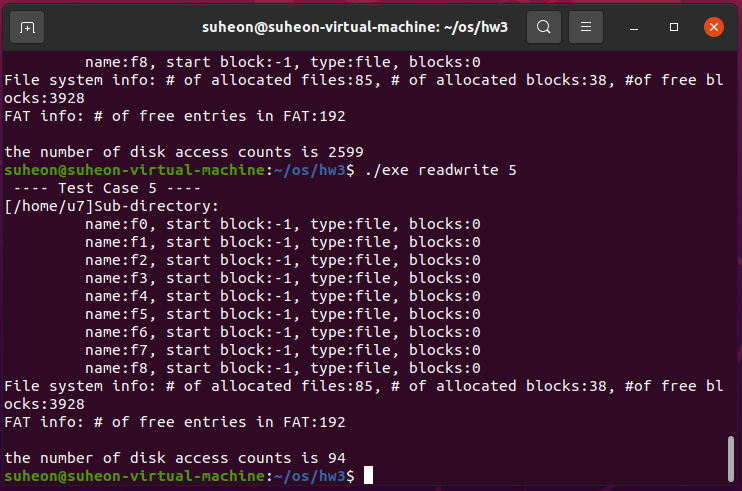 suheon@suheon-virtual-machine: ~/os/hw3
name:f8, start block:-1, type:file, blocks:0
File system info: # of allocated files:85, # of allocated blocks:38, #of free bl
ocks:3928
FAT info: # of free entries in FAT:192
the number of disk access counts is 2599
suheon@suheon-virtual-machine:~/os/hw3$ ./exe readwrite 5
---- Test Case 5 ----
[/home/u7]Sub-directory:
name:f0, start block:-1, type:file, blocks:0
name:f1, start block:-1, type:file, blocks:0
name:f2, start block:-1, type:file, blocks:0
name:f3, start block:-1, type:file, blocks:0
name:f4, start block:-1, type:file, blocks:0
name:f5, start block:-1, type:file, blocks:0
name:f6, start block:-1, type:file, blocks:0
name:f7, start block:-1, type:file, blocks:0
name:f8, start block:-1, type:file, blocks:0
File system info: # of allocated files:85, # of allocated blocks:38, #of free bl
ocks:3928
FAT info: # of free entries in FAT:192
the number of disk access counts is 94
suheon@suheon-virtual-machine:~/os/hw3$